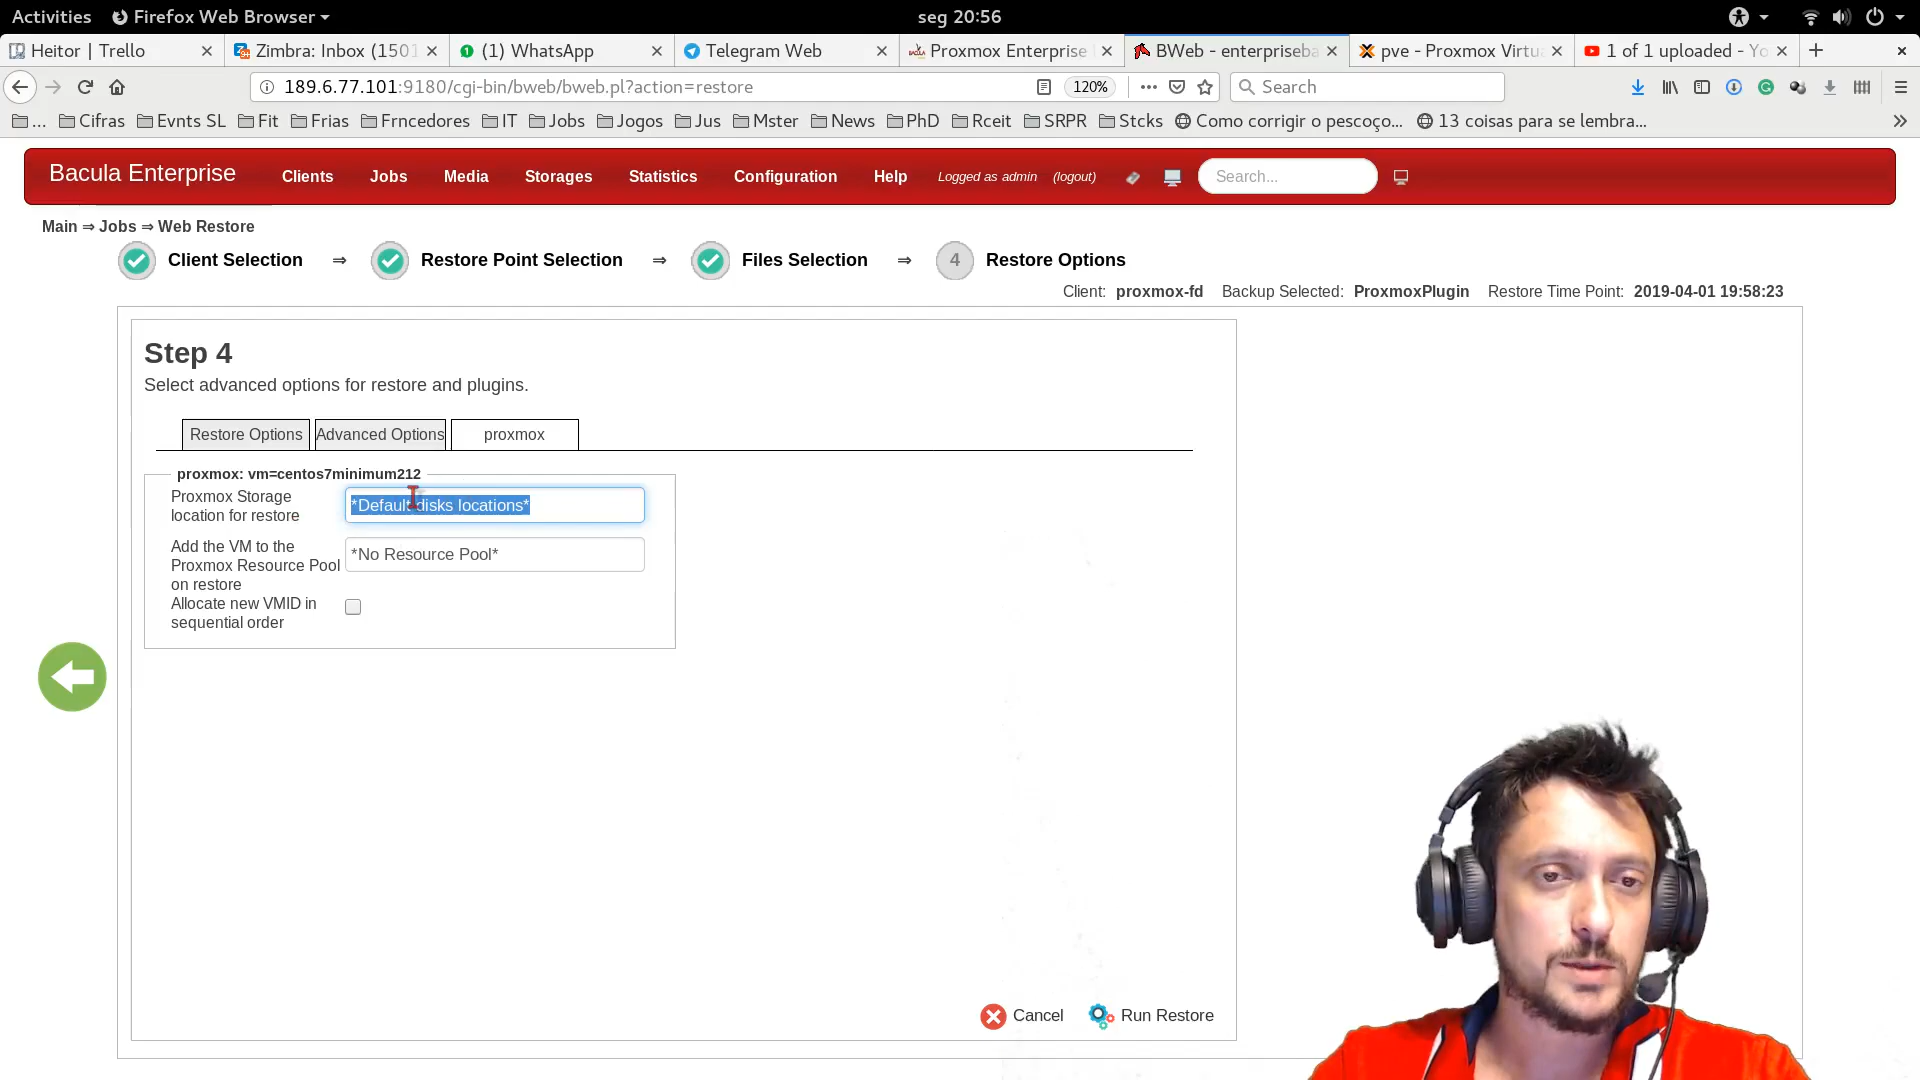 Activities Firefox Web Browser seg 20:56
Heitor | Trello Zimbra: Inbox (1501 (1) WhatsApp Telegram Web Proxmox Enterprise BWeb - enterpriseba pve - Proxmox Virtua 1 of 1 uploaded - Yo
189.6.77.101:9180/cgi-bin/bweb/bweb.pl?action=restore 120% Search
... Cifras Evnts SL Fit Frias Frncedores IT Jobs Jogos Jus Mster News PhD Rceit SRPR Stcks Como corrigir o pescoço... 13 coisas para se lembra...
Bacula Enterprise Clients Jobs Media Storages Statistics Configuration Help Logged as admin (logout) Search...
Main ⇒ Jobs ⇒ Web Restore
Client Selection ⇒ Restore Point Selection ⇒ Files Selection ⇒ 4 Restore Options
Client: proxmox-fd Backup Selected: ProxmoxPlugin Restore Time Point: 2019-04-01 19:58:23
Step 4
Select advanced options for restore and plugins.
Restore Options Advanced Options proxmox
proxmox: vm=centos7minimum212
Proxmox Storage
location for restore
*Default disks locations*
Add the VM to the
Proxmox Resource Pool
on restore
*No Resource Pool*
Allocate new VMID in
sequential order
Cancel Run Restore